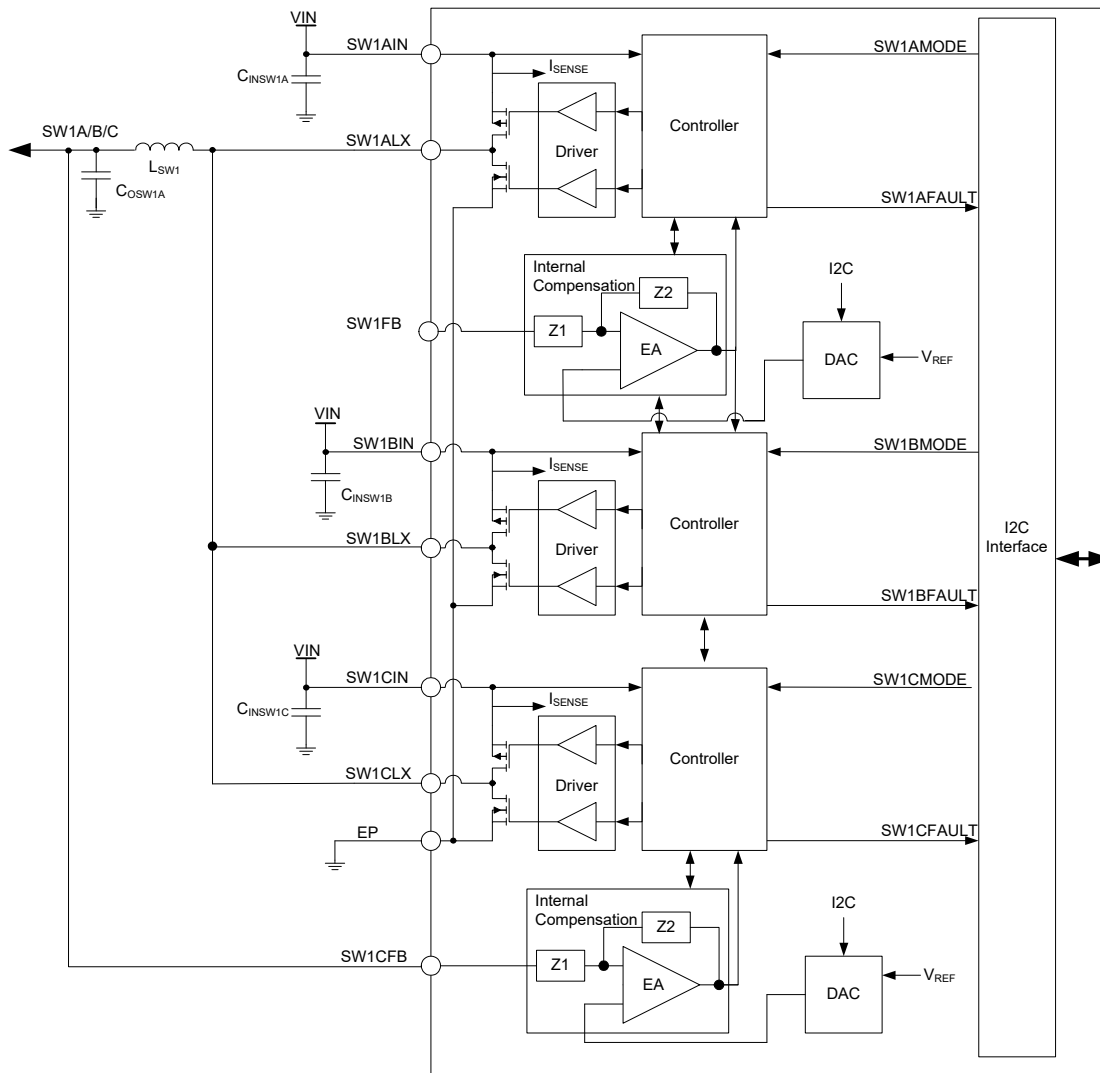 VIN
SW1AIN
SW1AMODE
CINSW1A
ISENSE
Controller
SW1A/B/C
SW1ALX
Driver
LSW1
COSW1A
SW1AFAULT
Internal
Compensation
I2C
Z2
SW1FB
Z1
EA
DAC
VREF
VIN
SW1BIN
SW1BMODE
ISENSE
CINSW1B
Controller
I2C
Interface
SW1BLX
Driver
SW1BFAULT
VIN
SW1CIN
SW1CMODE
ISENSE
CINSW1C
Controller
SW1CLX
Driver
EP
SW1CFAULT
Internal
Compensation
I2C
Z2
SW1CFB
Z1
EA
DAC
VREF